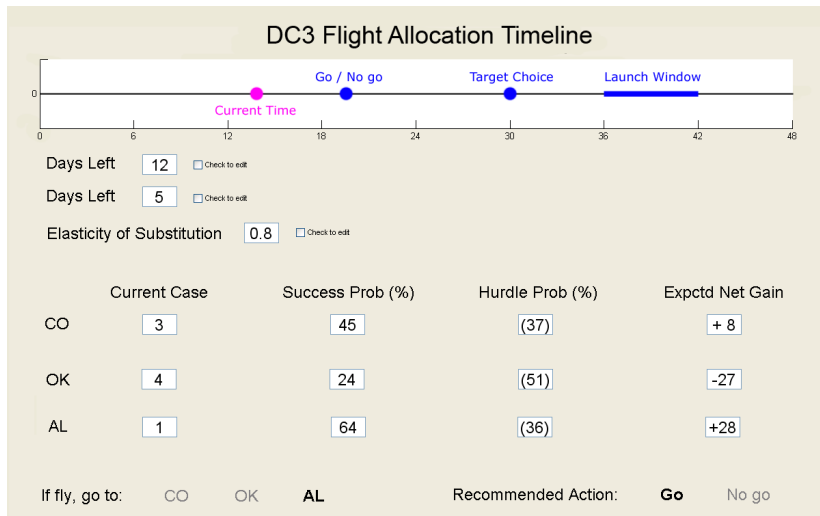 DC3 Flight Allocation Timeline
Go / No go Target Choice Launch Window
0
Current Time
0 6 12 18 24 30 36 42 48
Days Left 12 Check to edit
Days Left 5 Check to edit
Elasticity of Substitution 0.8 Check to edit
Current Case Success Prob (%) Hurdle Prob (%) Expctd Net Gain
CO 3 45 (37) + 8
OK 4 24 (51) -27
AL 1 64 (36) +28
If fly, go to: CO OK AL Recommended Action: Go No go